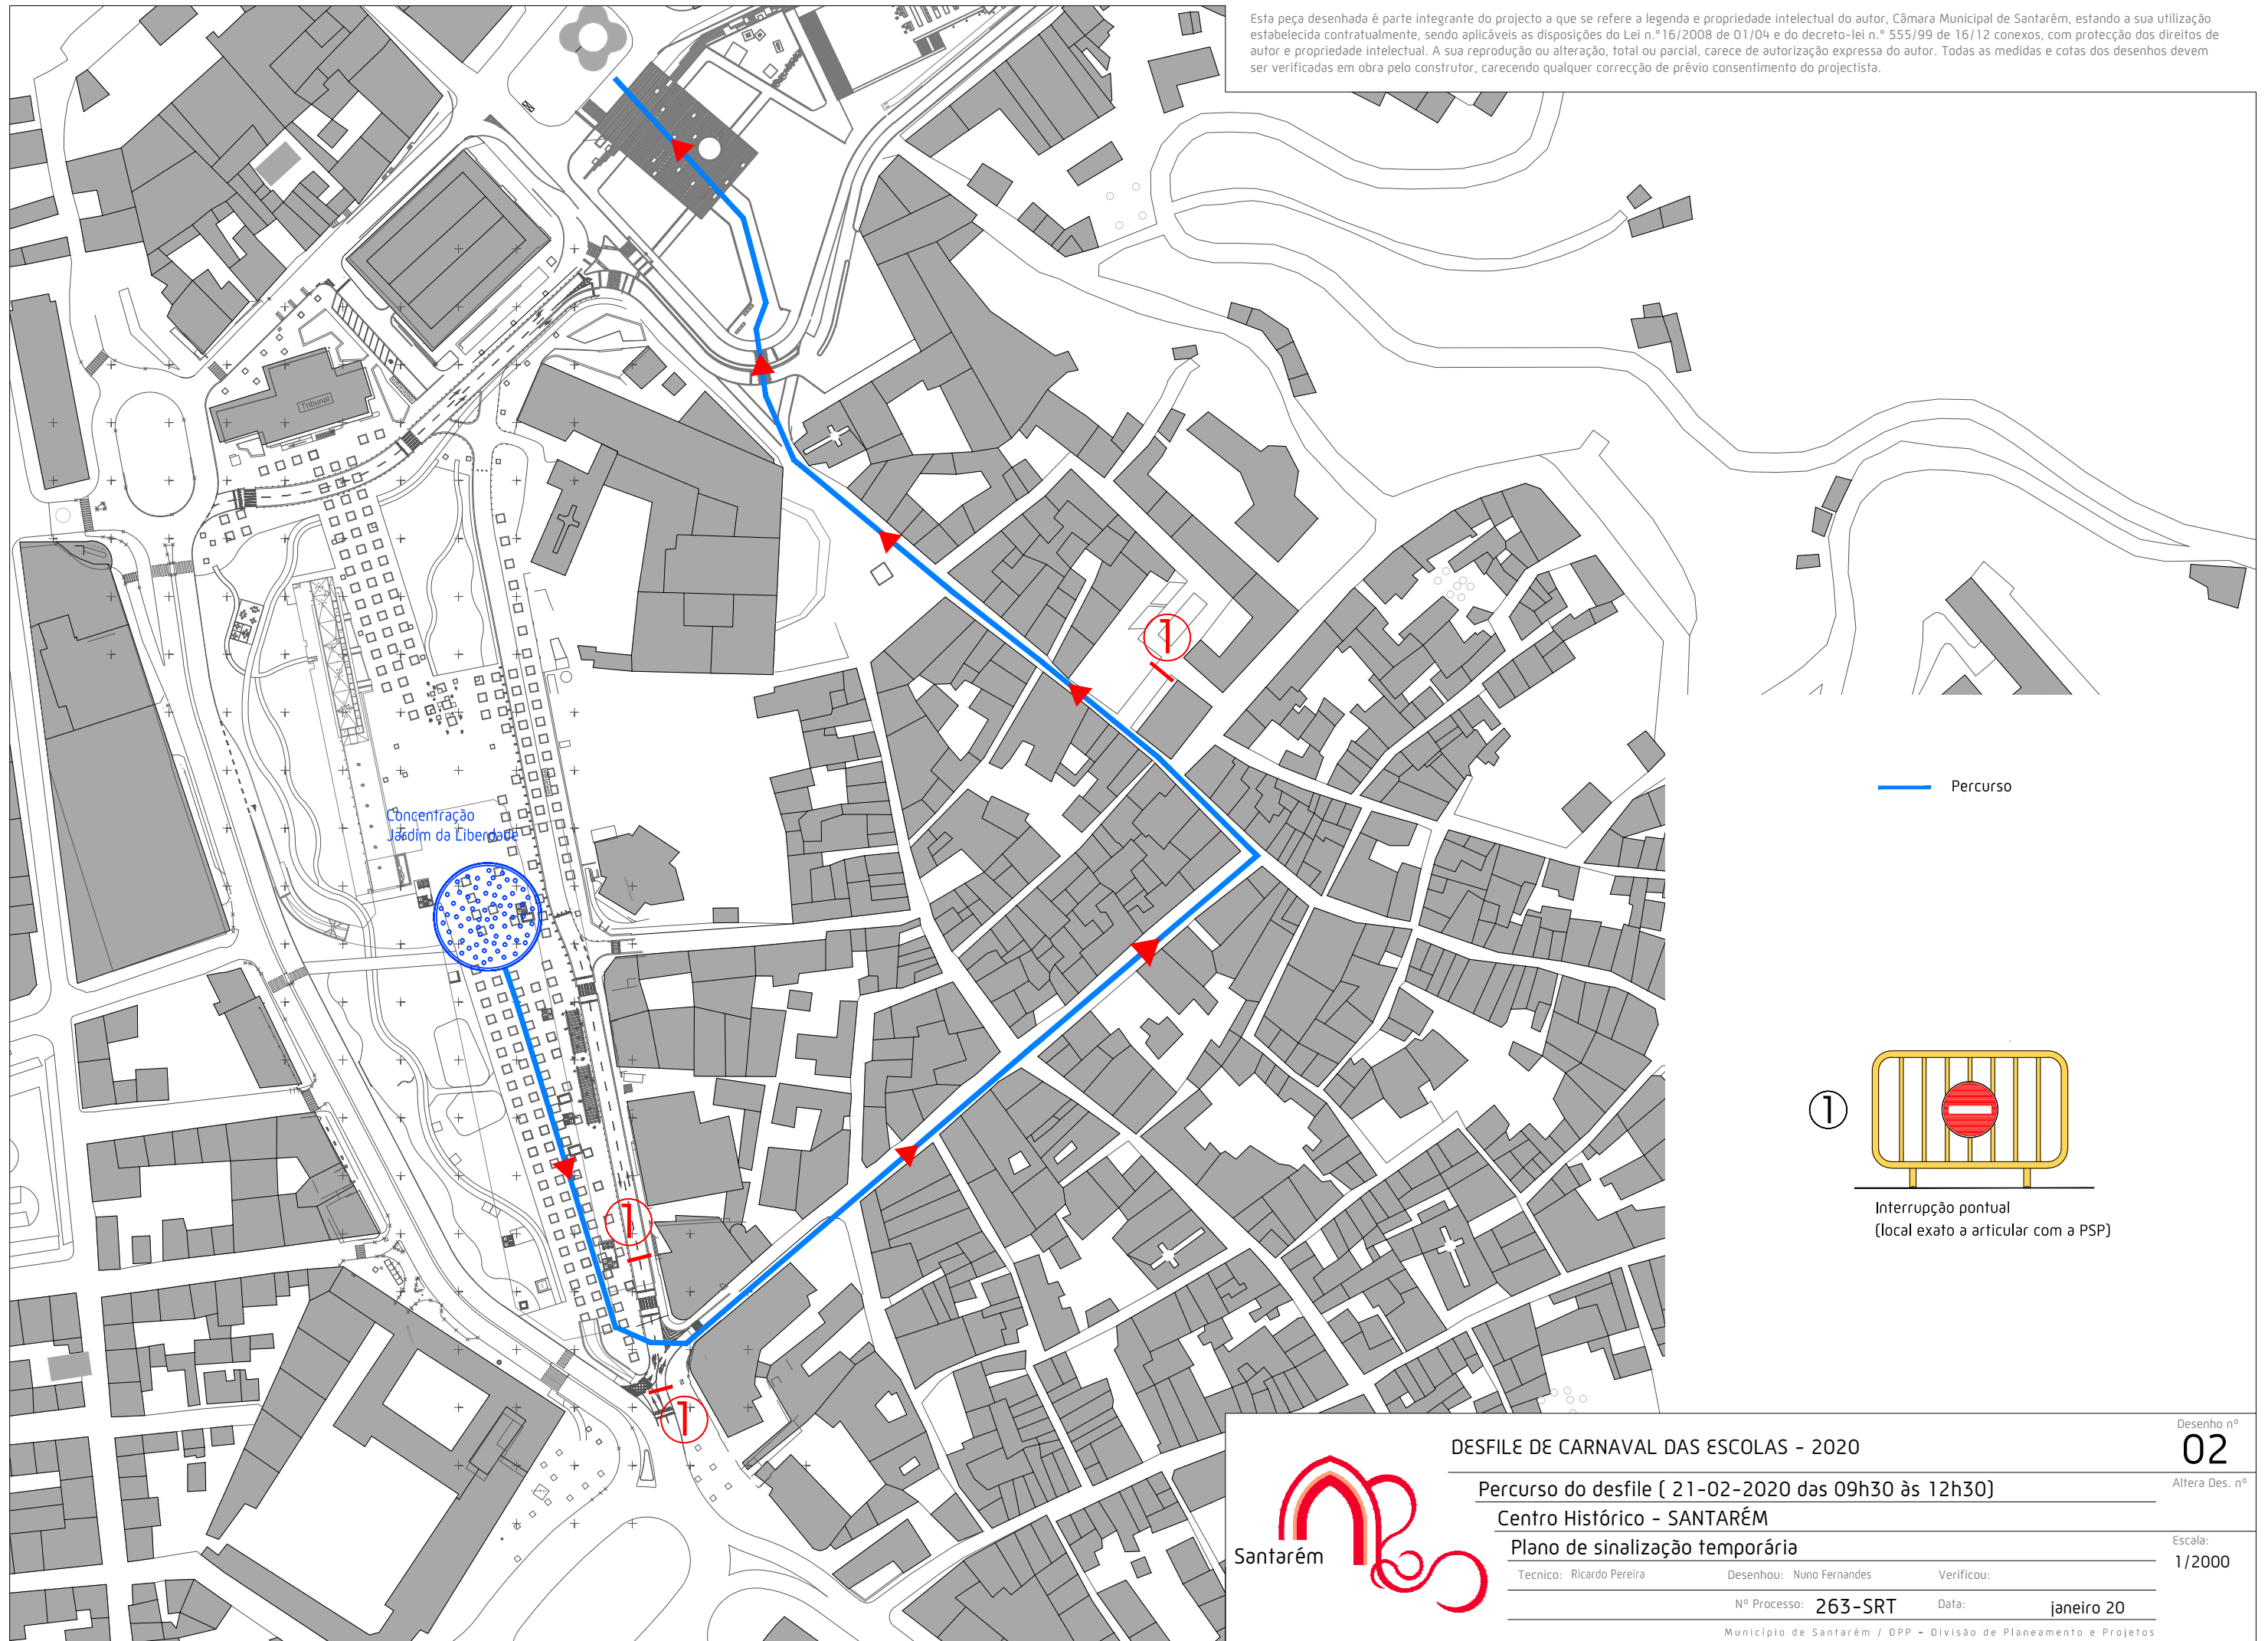 Esta peça desenhada é parte integrante do projecto a que se refere a legenda e propriedade intelectual do autor, Câmara Municipal de Santarém, estando a sua utilização
estabelecida contratualmente, sendo aplicáveis as disposições do Lei n.º16/2008 de 01/04 e do decreto-lei n.º 555/99 de 16/12 conexos, com protecção dos direitos de
autor e propriedade intelectual. A sua reprodução ou alteração, total ou parcial, carece de autorização expressa do autor. Todas as medidas e cotas dos desenhos devem
ser verificadas em obra pelo construtor, carecendo qualquer correcção de prévio consentimento do projectista.
Tribunal
1
Percurso
Concentração
Jardim da Liberdade
1
Interrupção pontual
(local exato a articular com a PSP)
1
1
Santarém
DESFILE DE CARNAVAL DAS ESCOLAS - 2020
Desenho nº
02
Percurso do desfile ( 21-02-2020 das 09h30 às 12h30)
Altera Des. nº
Centro Histórico - SANTARÉM
Plano de sinalização temporária
Escala:
1/2000
Tecnico: Ricardo Pereira
Desenhou: Nuno Fernandes
Verificou:
Nº Processo: 263-SRT
Data: janeiro 20
Município de Santarém / DPP - Divisão de Planeamento e Projetos